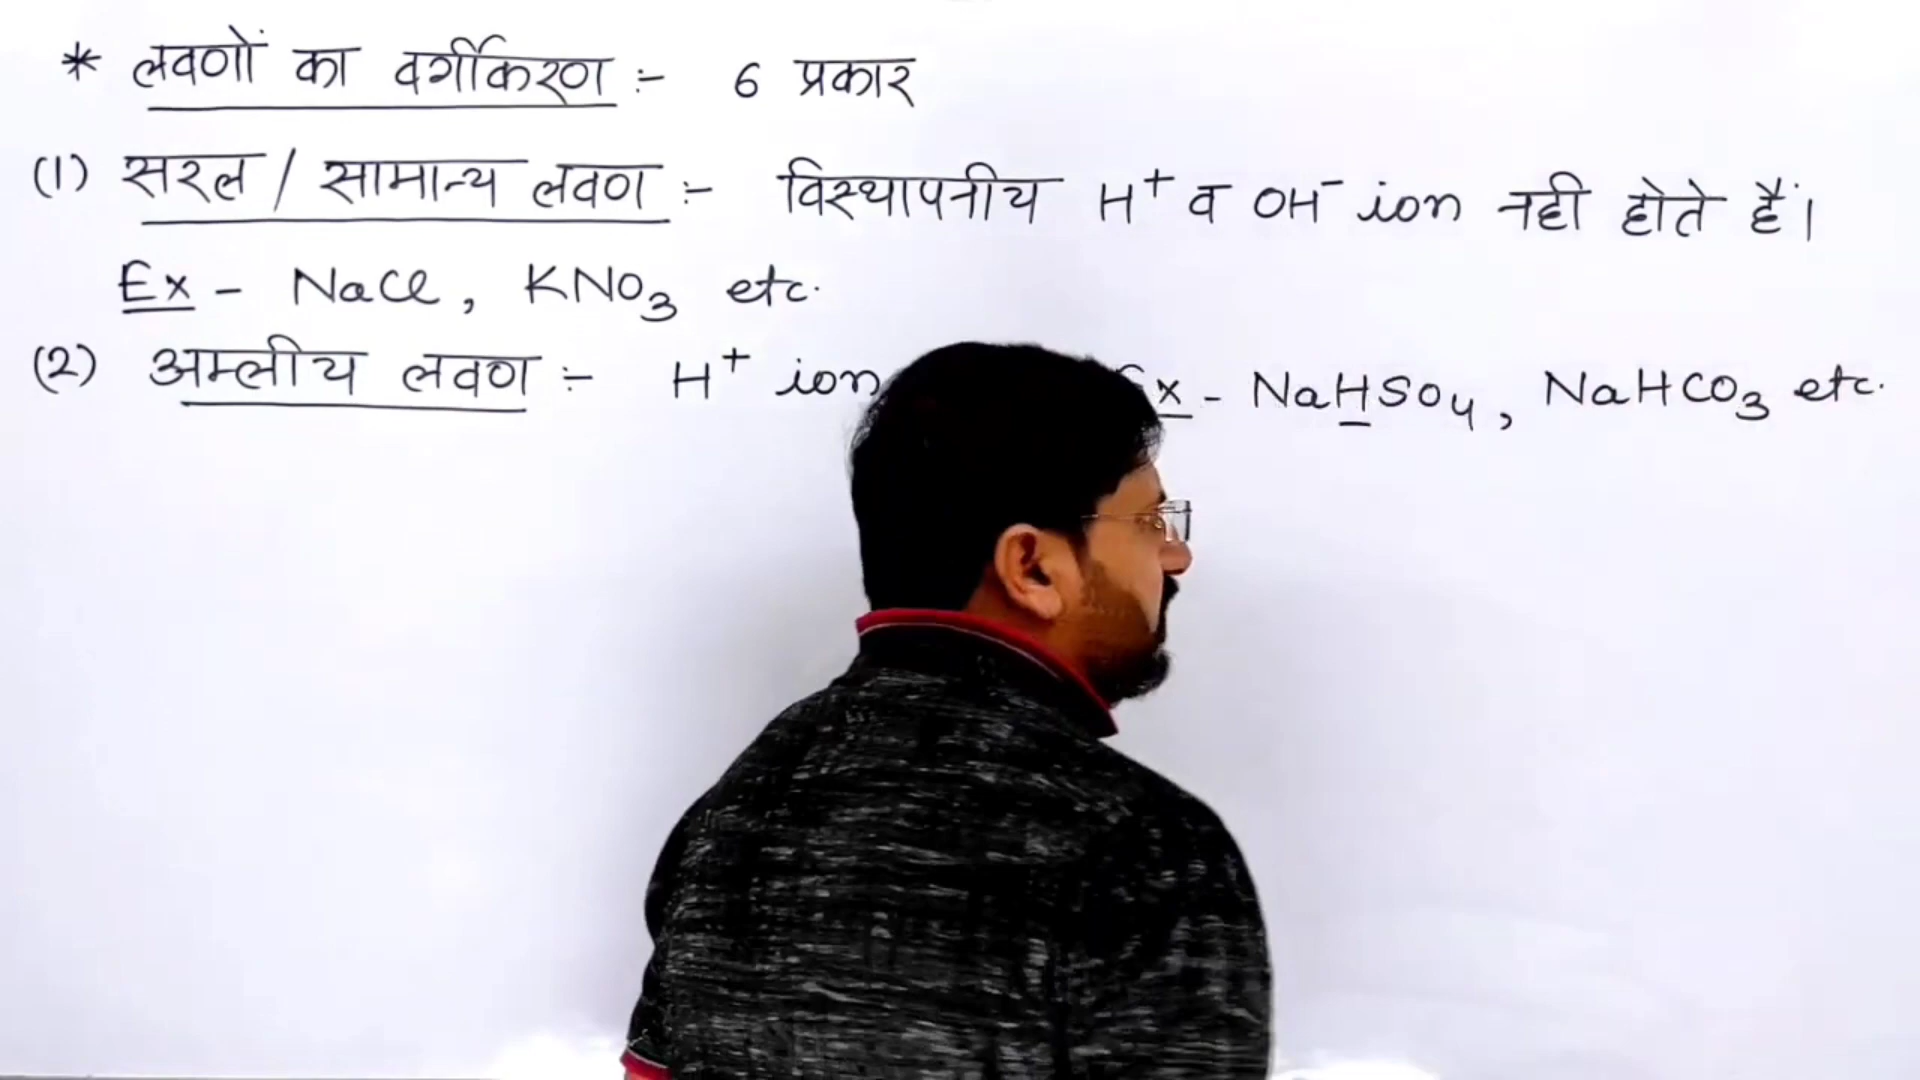 * लवणों का वर्गीकरण :- 6 प्रकार
(1) सरल / सामान्य लवण :- विस्थापनीय H⁺ व OH⁻ ion नही होते हैं।
Ex - NaCl, KNO₃ etc.
(2) अम्लीय लवण :- H⁺ ion Ex - NaHSO₄, NaHCO₃ etc.